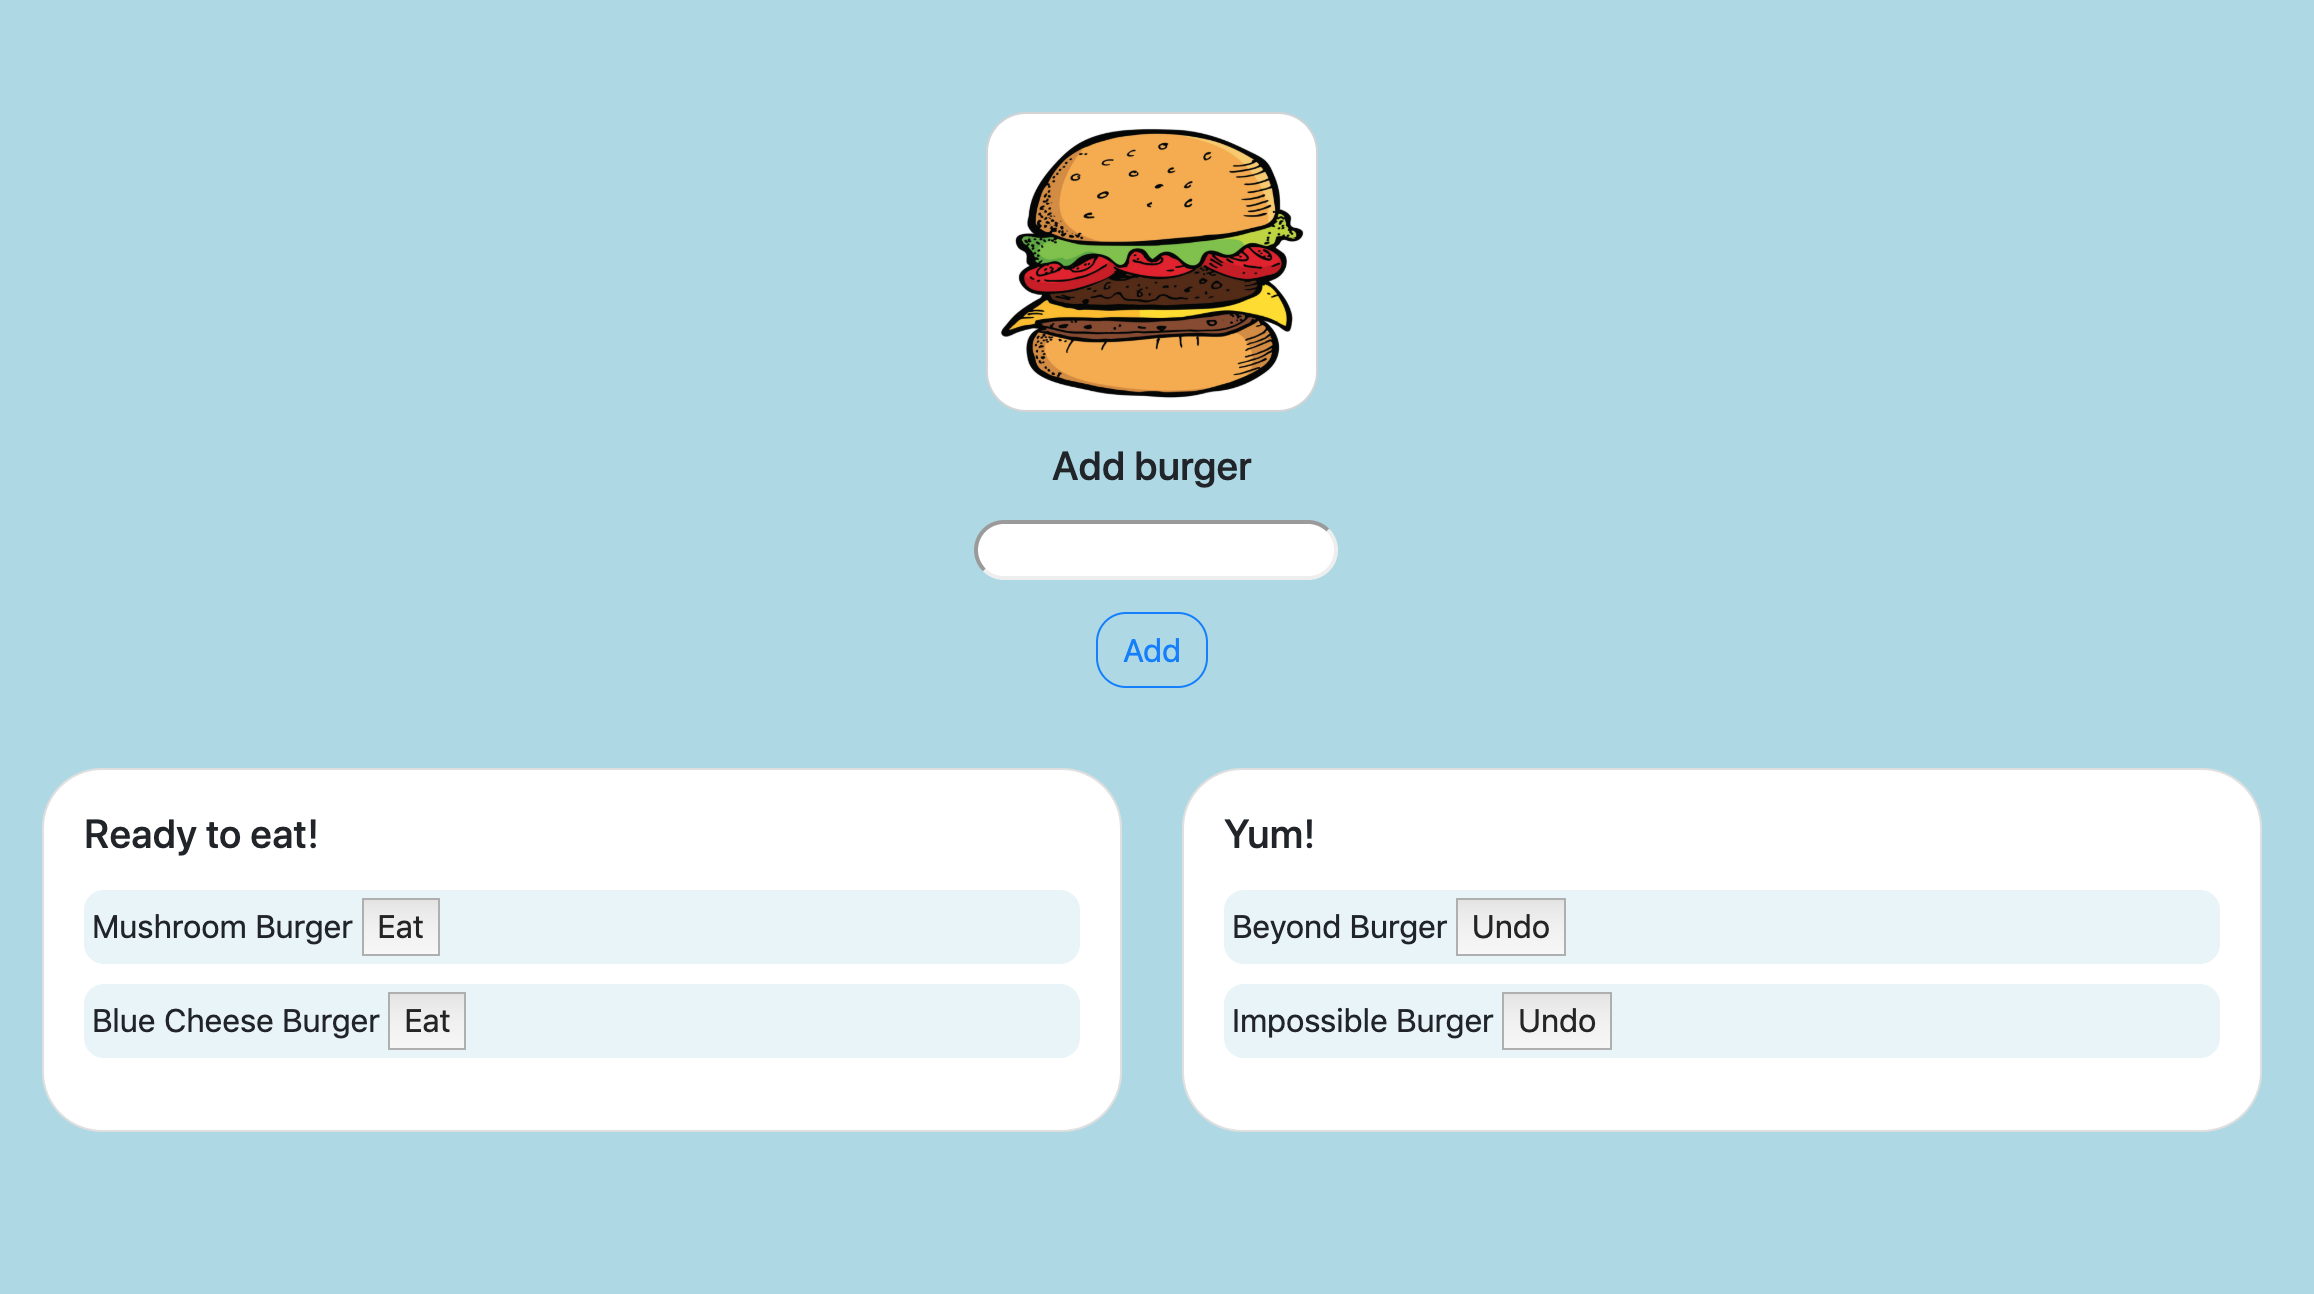 Add burger
Add
Ready to eat!
Mushroom Burger Eat
Blue Cheese Burger Eat
Yum!
Beyond Burger Undo
Impossible Burger Undo